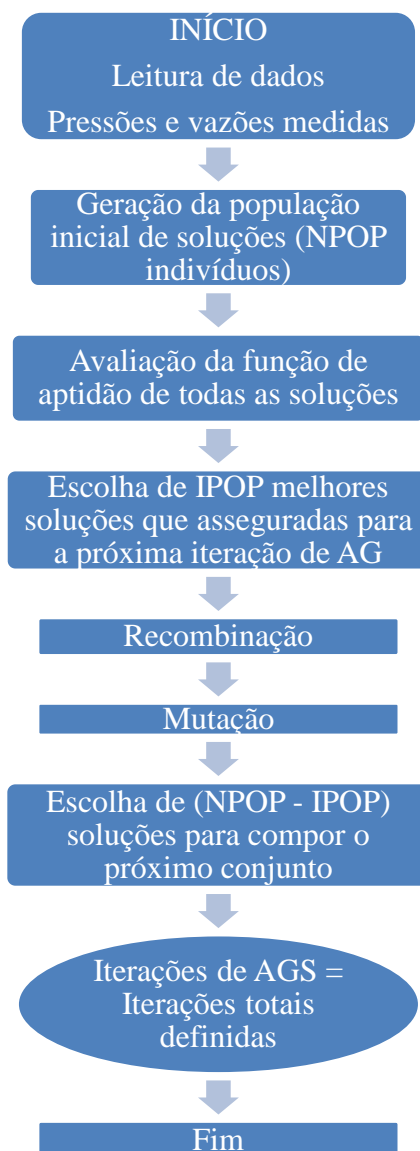 INÍCIO
Leitura de dados
Pressões e vazões medidas
Geração da população
inicial de soluções (NPOP
indivíduos)
Avaliação da função de
aptidão de todas as soluções
Escolha de IPOP melhores
soluções que asseguradas para
a próxima iteração de AG
Recombinação
Mutação
Escolha de (NPOP - IPOP)
soluções para compor o
próximo conjunto
Iterações de AGS =
Iterações totais
definidas
Fim